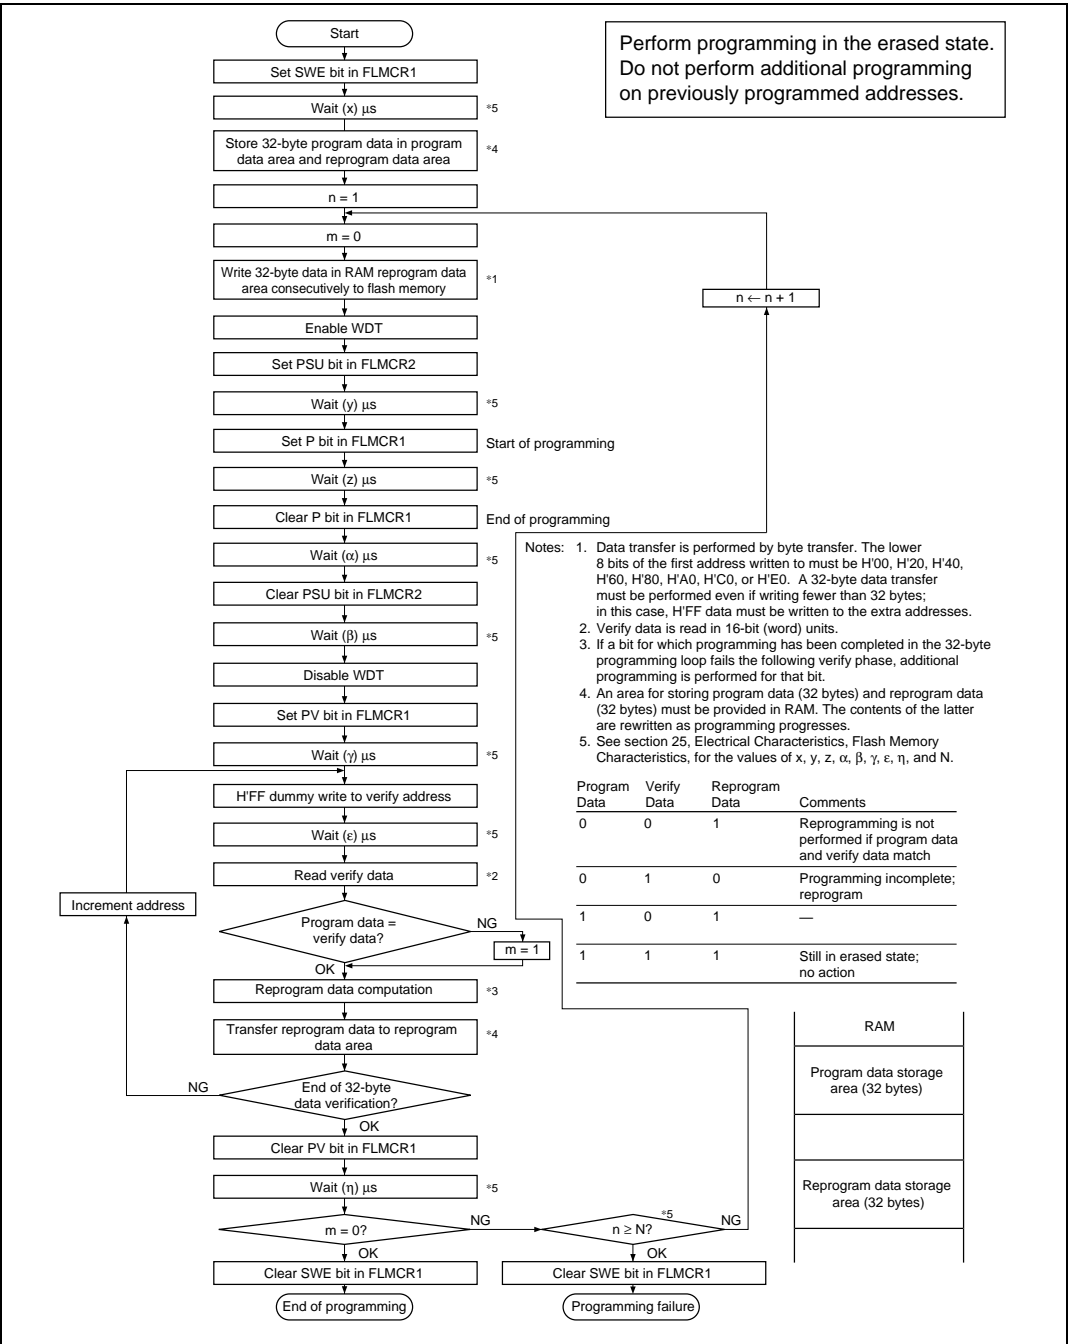 Start
Perform programming in the erased state.
Do not perform additional programming
on previously programmed addresses.
Set SWE bit in FLMCR1
Wait (x) μs
*5
Store 32-byte program data in program
data area and reprogram data area
*4
n = 1
m = 0
Write 32-byte data in RAM reprogram data
area consecutively to flash memory
*1
n ← n + 1
Enable WDT
Set PSU bit in FLMCR2
Wait (y) μs
*5
Set P bit in FLMCR1
Start of programming
Wait (z) μs
*5
Clear P bit in FLMCR1
End of programming
Wait (α) μs
*5
Clear PSU bit in FLMCR2
Wait (β) μs
*5
Disable WDT
Set PV bit in FLMCR1
Wait (γ) μs
*5
H'FF dummy write to verify address
Wait (ε) μs
*5
Read verify data
*2
Increment address
Program data =
verify data?
NG
m = 1
OK
Reprogram data computation
*3
Transfer reprogram data to reprogram
data area
*4
End of 32-byte
data verification?
NG
OK
Clear PV bit in FLMCR1
Wait (η) μs
*5
m = 0?
NG
OK
n ≥ N?
*5
NG
OK
Clear SWE bit in FLMCR1
Clear SWE bit in FLMCR1
End of programming
Programming failure
Notes: 1. Data transfer is performed by byte transfer. The lower
8 bits of the first address written to must be H'00, H'20, H'40,
H'60, H'80, H'A0, H'C0, or H'E0. A 32-byte data transfer
must be performed even if writing fewer than 32 bytes;
in this case, H'FF data must be written to the extra addresses.
2. Verify data is read in 16-bit (word) units.
3. If a bit for which programming has been completed in the 32-byte
programming loop fails the following verify phase, additional
programming is performed for that bit.
4. An area for storing program data (32 bytes) and reprogram data
(32 bytes) must be provided in RAM. The contents of the latter
are rewritten as programming progresses.
5. See section 25, Electrical Characteristics, Flash Memory
Characteristics, for the values of x, y, z, α, β, γ, ε, η, and N.
Program Verify Reprogram
Data Data Data Comments
0 0 1 Reprogramming is not
performed if program data
and verify data match
0 1 0 Programming incomplete;
reprogram
1 0 1 —
1 1 1 Still in erased state;
no action
RAM
Program data storage
area (32 bytes)
Reprogram data storage
area (32 bytes)